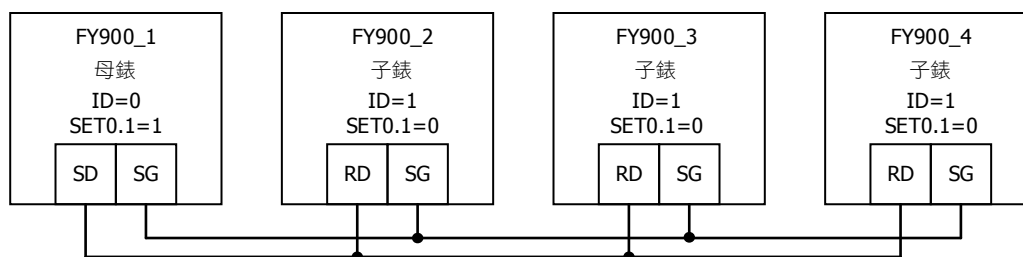 FY900_1
母錶
ID=0
SET0.1=1
SD SG
FY900_2
子錶
ID=1
SET0.1=0
RD SG
FY900_3
子錶
ID=1
SET0.1=0
RD SG
FY900_4
子錶
ID=1
SET0.1=0
RD SG